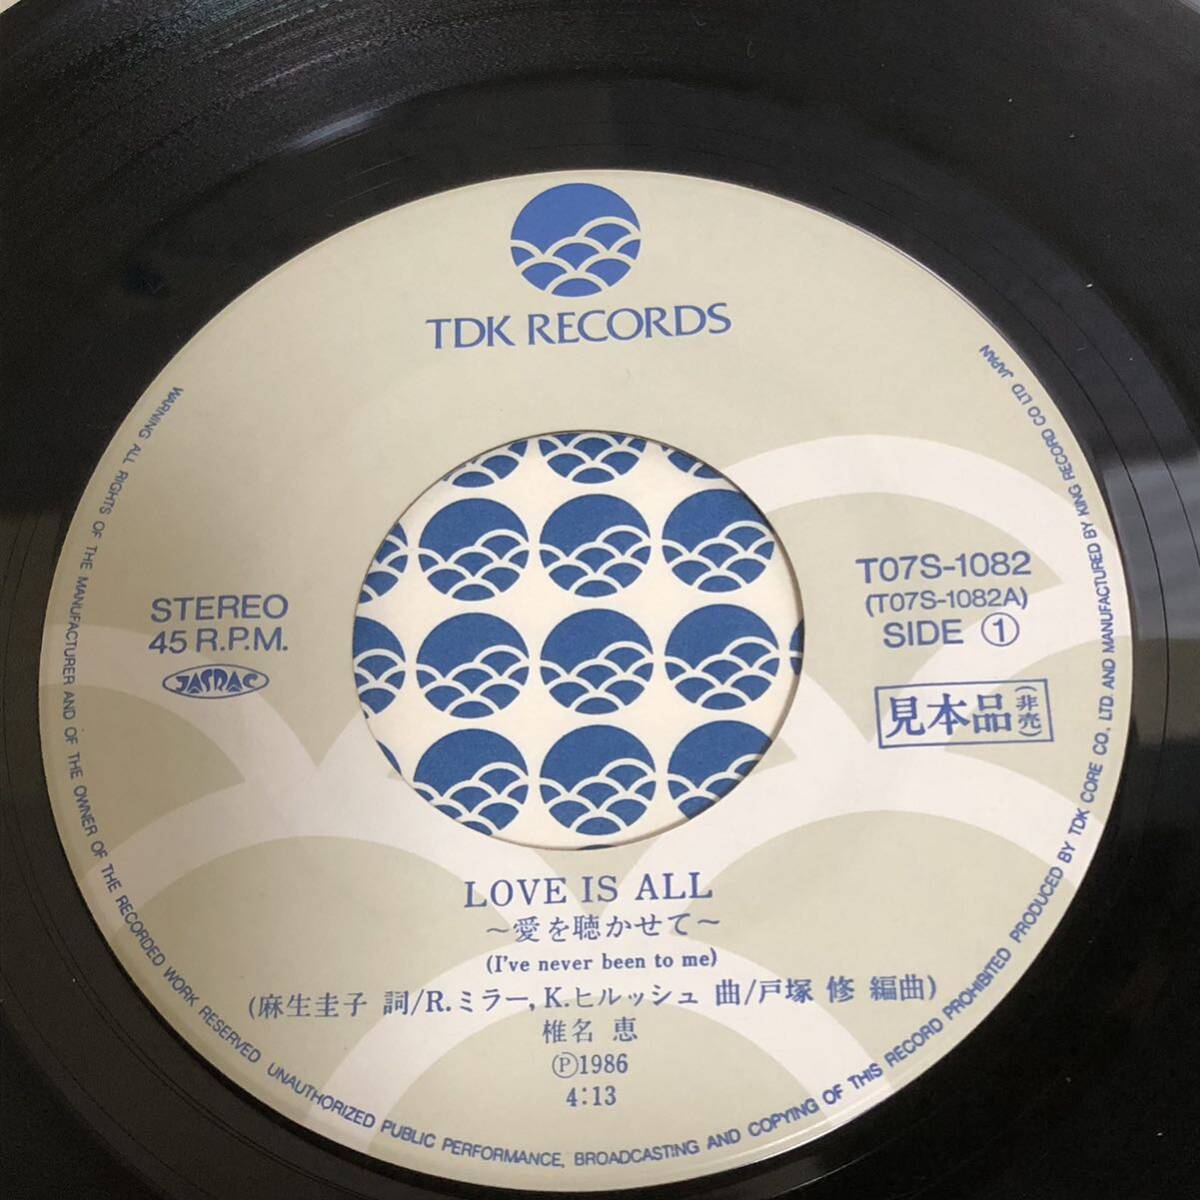 TDK RECORDS
STEREO
45 R.P.M.
JASRAC
T07S-1082
(T07S-1082A)
SIDE ①
見本品(非売)
LOVE IS ALL
～愛を聴かせて～
(I've never been to me)
(麻生圭子 詞/R.ミラー, K.ヒルッシュ 曲/戸塚 修 編曲)
椎名 恵
Ⓟ1986
4:13
WARNING ALL RIGHTS OF THE MANUFACTURER AND OF THE OWNER OF THE RECORDED WORK RESERVED UNAUTHORIZED PUBLIC PERFORMANCE, BROADCASTING AND COPYING OF THIS RECORD PROHIBITED PRODUCED BY TDK CORE CO., LTD. AND MANUFACTURED BY KING RECORD CO LTD JAPAN